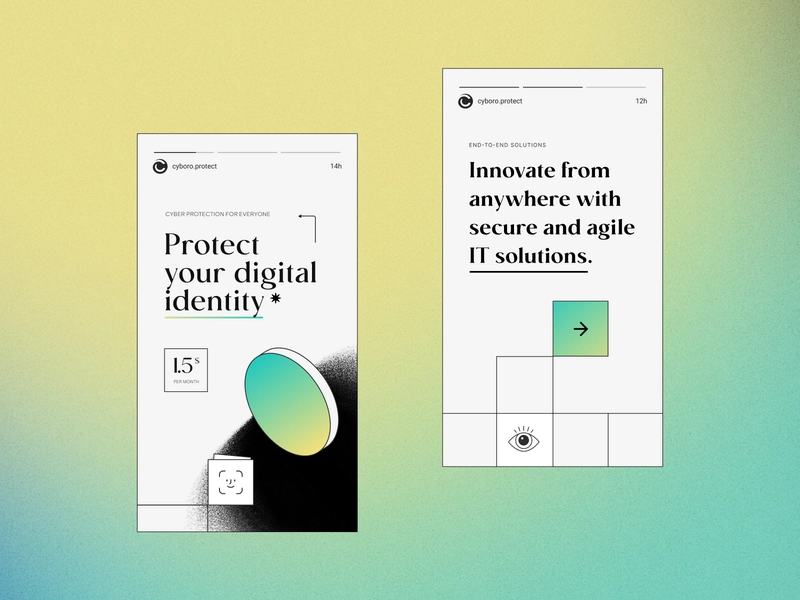 cyboro.protect
14h
CYBER PROTECTION FOR EVERYONE
Protect
your digital
identity*
1.5$
PER MONTH
cyboro.protect
12h
END-TO-END SOLUTIONS
Innovate from
anywhere with
secure and agile
IT solutions.